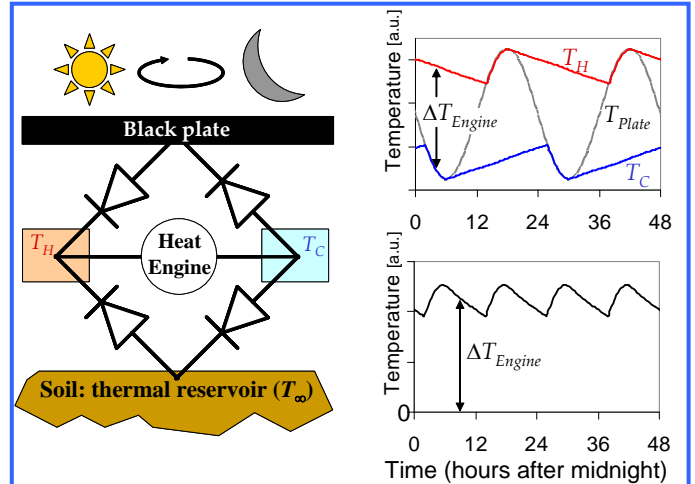 Black plate
T_H
Heat
Engine
T_C
Soil: thermal reservoir (T_∞)
Temperature [a.u.]
ΔT_Engine
T_H
T_Plate
T_C
0 12 24 36 48
Temperature [a.u.]
ΔT_Engine
0
0 12 24 36 48
Time (hours after midnight)